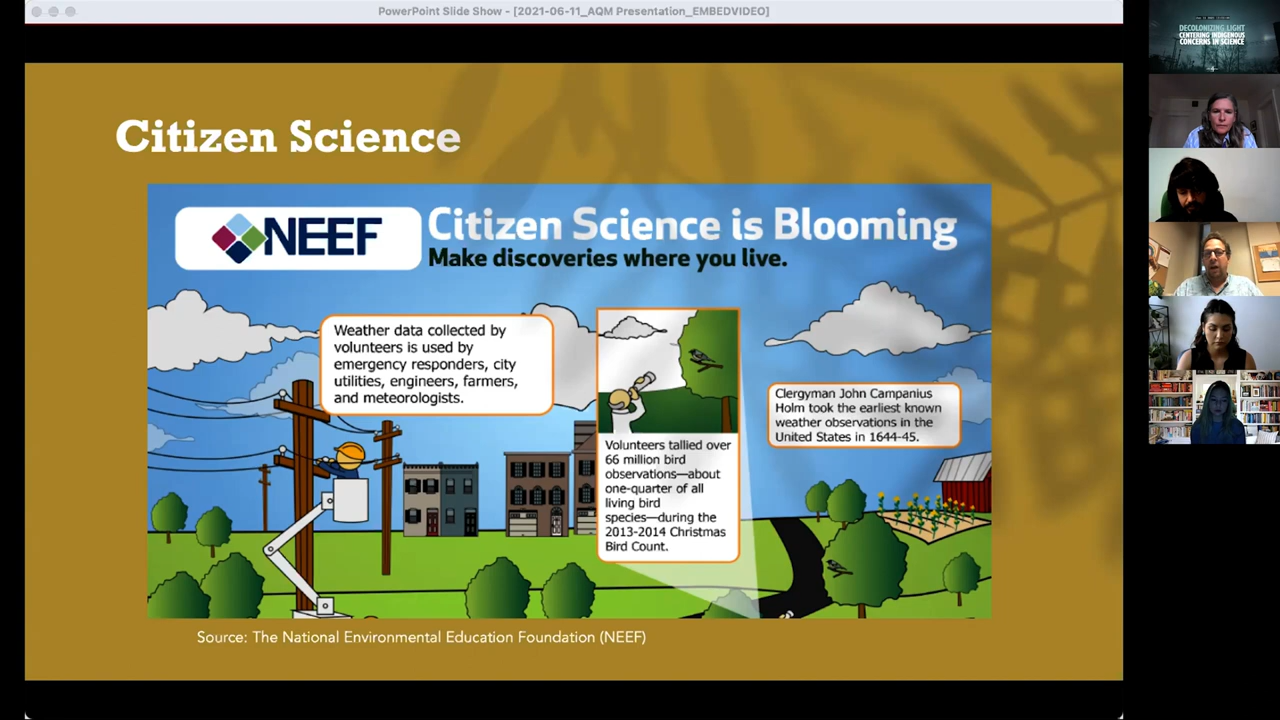 PowerPoint Slide Show - [2021-06-11_AQM Presentation_EMBEDVIDEO]
DECOLONIZING LIGHT
CENTERING INDIGENOUS
CONCERNS IN SCIENCE
Citizen Science
NEEF
Citizen Science is Blooming
Make discoveries where you live.
Weather data collected by
volunteers is used by
emergency responders, city
utilities, engineers, farmers,
and meteorologists.
Volunteers tallied over
66 million bird
observations—about
one-quarter of all
living bird
species—during the
2013-2014 Christmas
Bird Count.
Clergyman John Campanius
Holm took the earliest known
weather observations in the
United States in 1644-45.
Source: The National Environmental Education Foundation (NEEF)